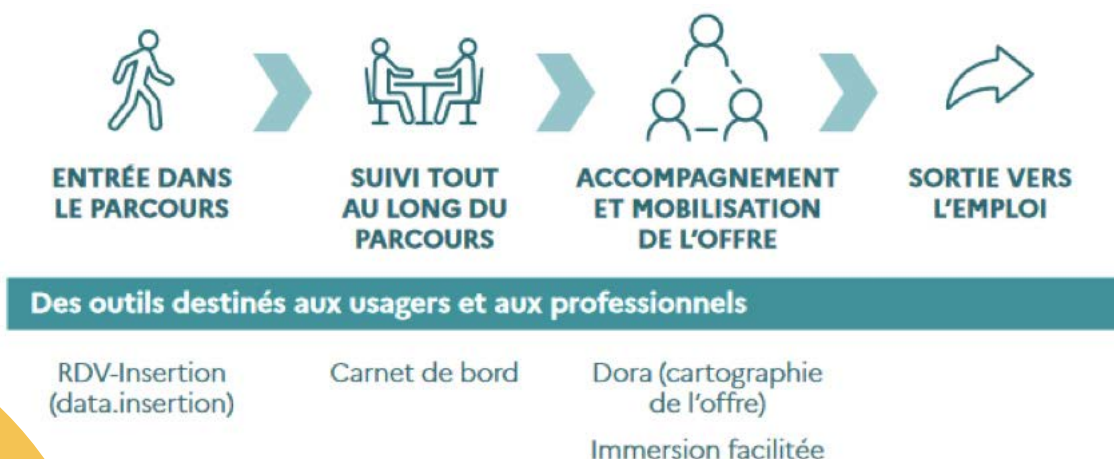 ENTRÉE DANS
LE PARCOURS
SUIVI TOUT
AU LONG DU
PARCOURS
ACCOMPAGNEMENT
ET MOBILISATION
DE L'OFFRE
SORTIE VERS
L'EMPLOI
Des outils destinés aux usagers et aux professionnels
RDV-Insertion
(data.insertion)
Carnet de bord
Dora (cartographie
de l'offre)
Immersion facilitée